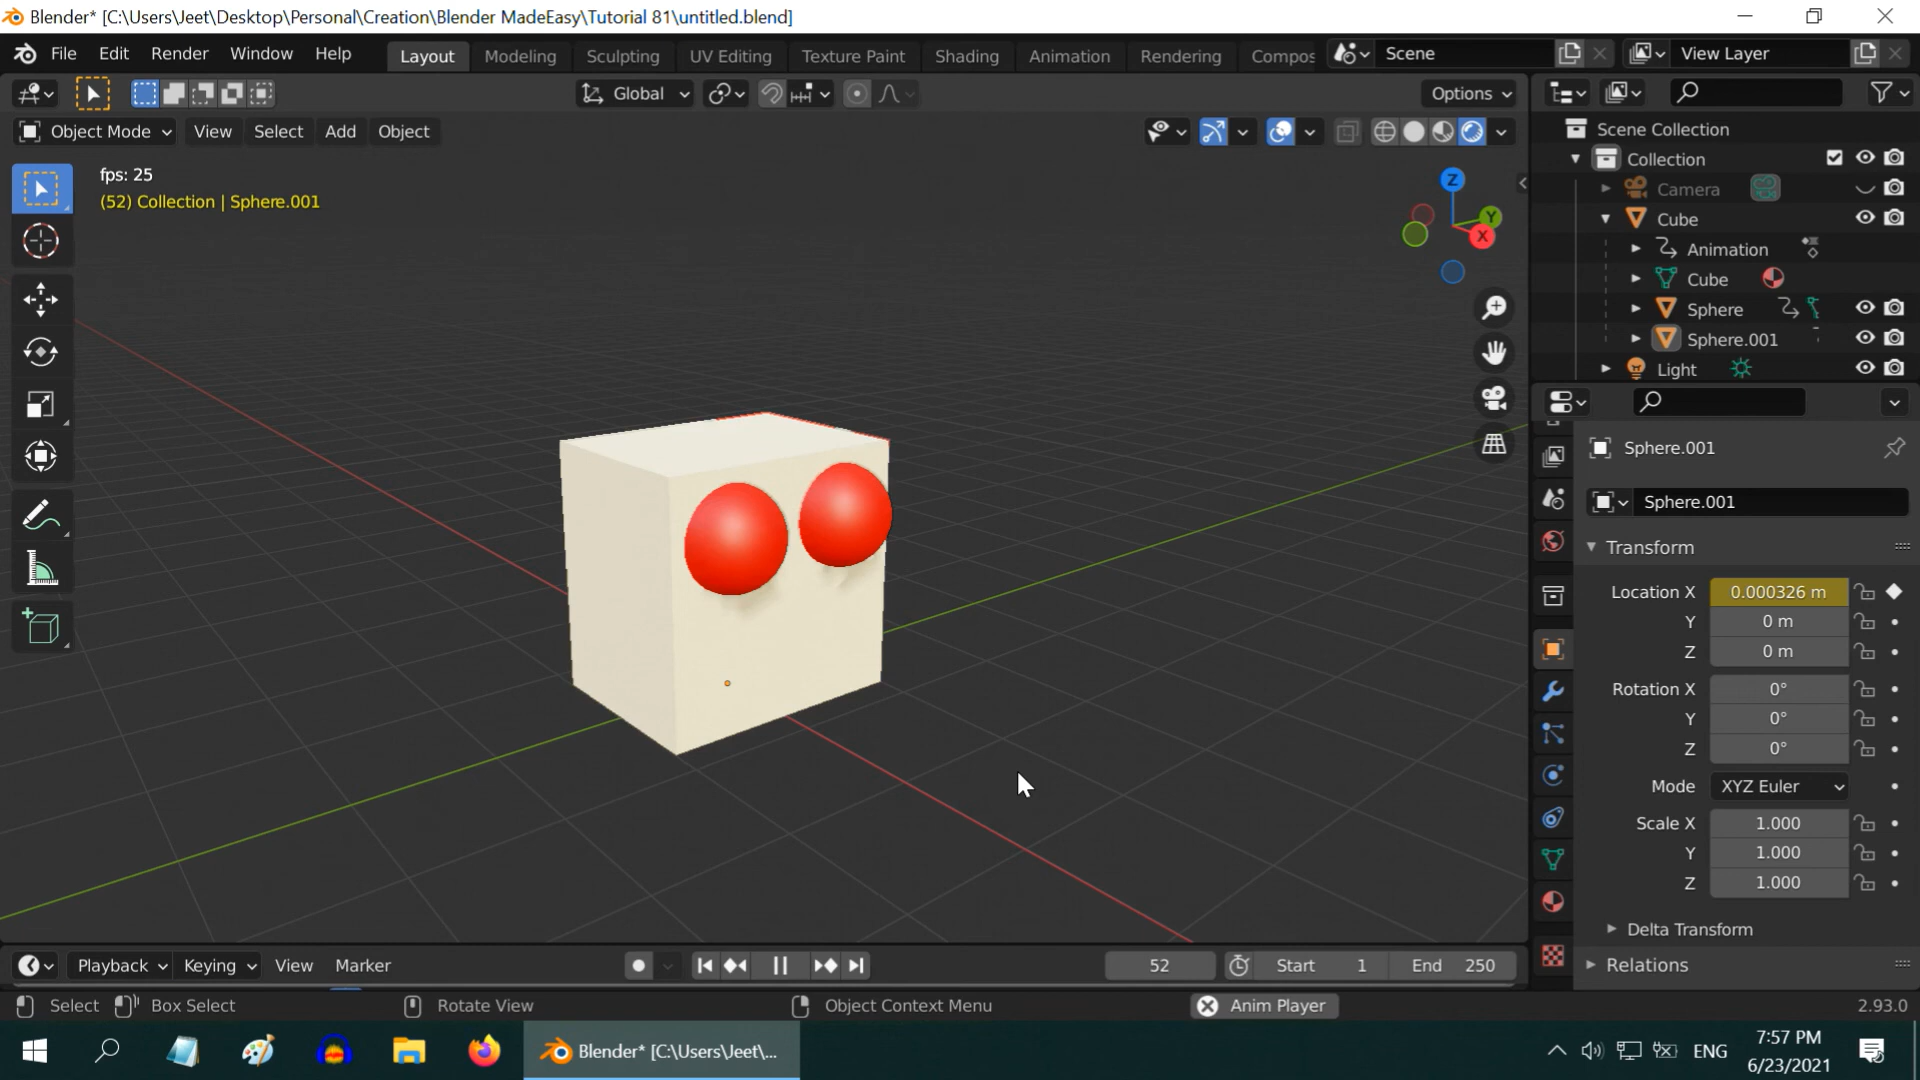 Blender* [C:\Users\Jeet\Desktop\Personal\Creation\Blender MadeEasy\Tutorial 81\untitled.blend]
File Edit Render Window Help Layout Modeling Sculpting UV Editing Texture Paint Shading Animation Rendering Compos Scene View Layer
Global Options
Object Mode View Select Add Object
fps: 25
(52) Collection | Sphere.001
Z
Y
X
Scene Collection
Collection
Camera
Cube
Animation
Cube
Sphere
Sphere.001
Light
Sphere.001
Sphere.001
Transform
Location X 0.000326 m
Y 0 m
Z 0 m
Rotation X 0°
Y 0°
Z 0°
Mode XYZ Euler
Scale X 1.000
Y 1.000
Z 1.000
Delta Transform
Relations
Playback Keying View Marker 52 Start 1 End 250
Select Box Select Rotate View Object Context Menu Anim Player 2.93.0
Blender* [C:\Users\Jeet\... ENG 7:57 PM
6/23/2021